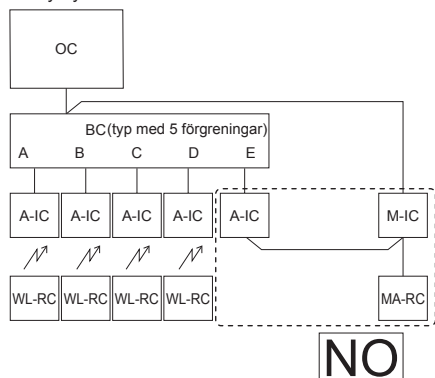 OC
BC(typ med 5 förgreningar)
A B C D E
A-IC A-IC A-IC A-IC A-IC M-IC
WL-RC WL-RC WL-RC WL-RC MA-RC
NO